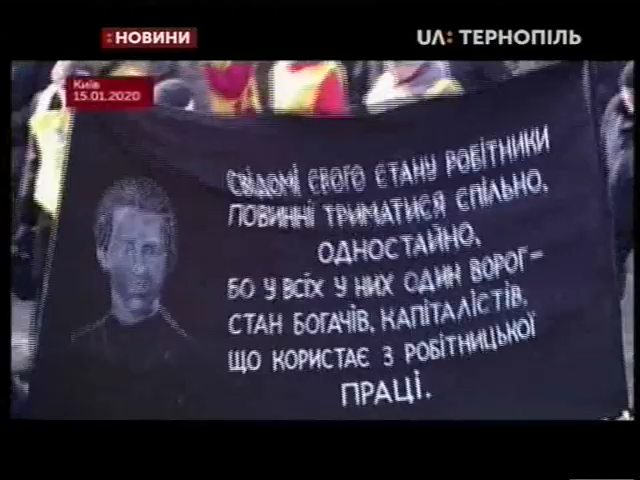 :НОВИНИ
UA: ТЕРНОПІЛЬ
Київ
15.01.2020
СВІДОМІ СВОГО СТАНУ РОБІТНИКИ
ПОВИННІ ТРИМАТИСЯ СПІЛЬНО,
ОДНОСТАЙНО,
БО У ВСІХ У НИХ ОДИН ВОРОГ –
СТАН БОГАЧІВ, КАПІТАЛІСТІВ,
ЩО КОРИСТАЄ З РОБІТНИЦЬКОЇ
ПРАЦІ.